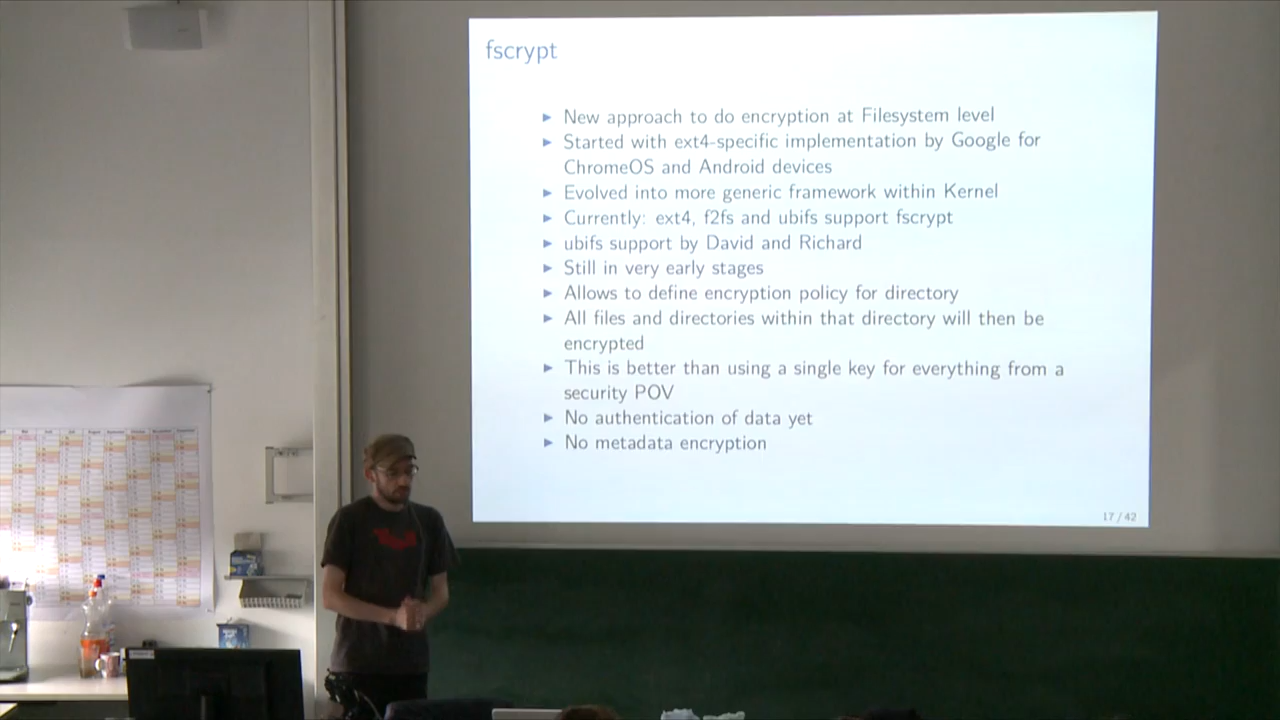 fscrypt
▶ New approach to do encryption at Filesystem level
▶ Started with ext4-specific implementation by Google for
ChromeOS and Android devices
▶ Evolved into more generic framework within Kernel
▶ Currently: ext4, f2fs and ubifs support fscrypt
▶ ubifs support by David and Richard
▶ Still in very early stages
▶ Allows to define encryption policy for directory
▶ All files and directories within that directory will then be
encrypted
▶ This is better than using a single key for everything from a
security POV
▶ No authentication of data yet
▶ No metadata encryption
17 / 42